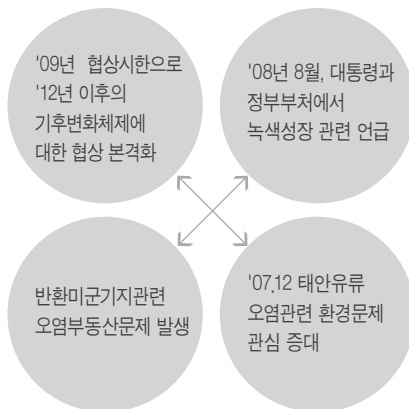 '09년 협상시한으로
'12년 이후의
기후변화체제에
대한 협상 본격화
'08년 8월, 대통령과
정부부처에서
녹색성장 관련 언급
반환미군기지관련
오염부동산문제 발생
'07.12 태안유류
오염관련 환경문제
관심 증대